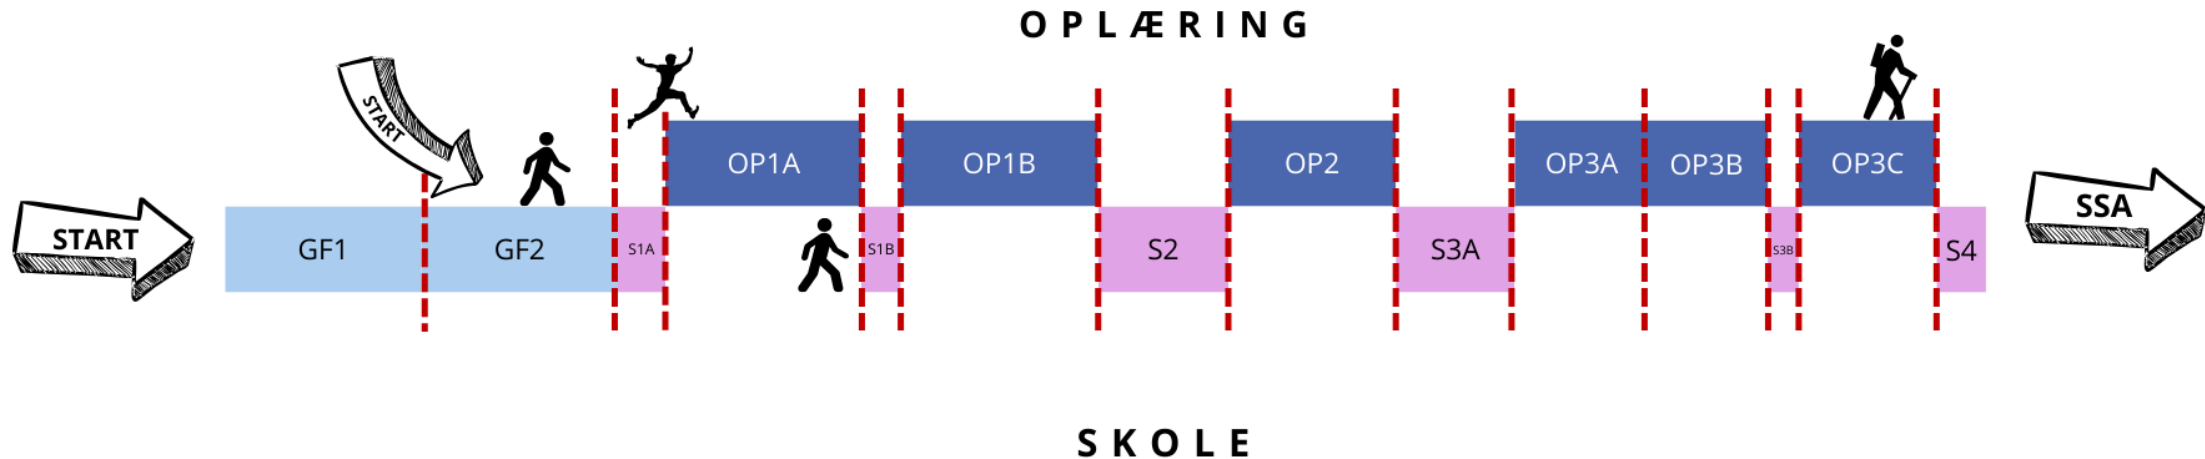 OPLÆRING
START
START
OP1A
OP1B
OP2
OP3A
OP3B
OP3C
GF1
GF2
S1A
S1B
S2
S3A
S3B
S4
SSA
SKOLE